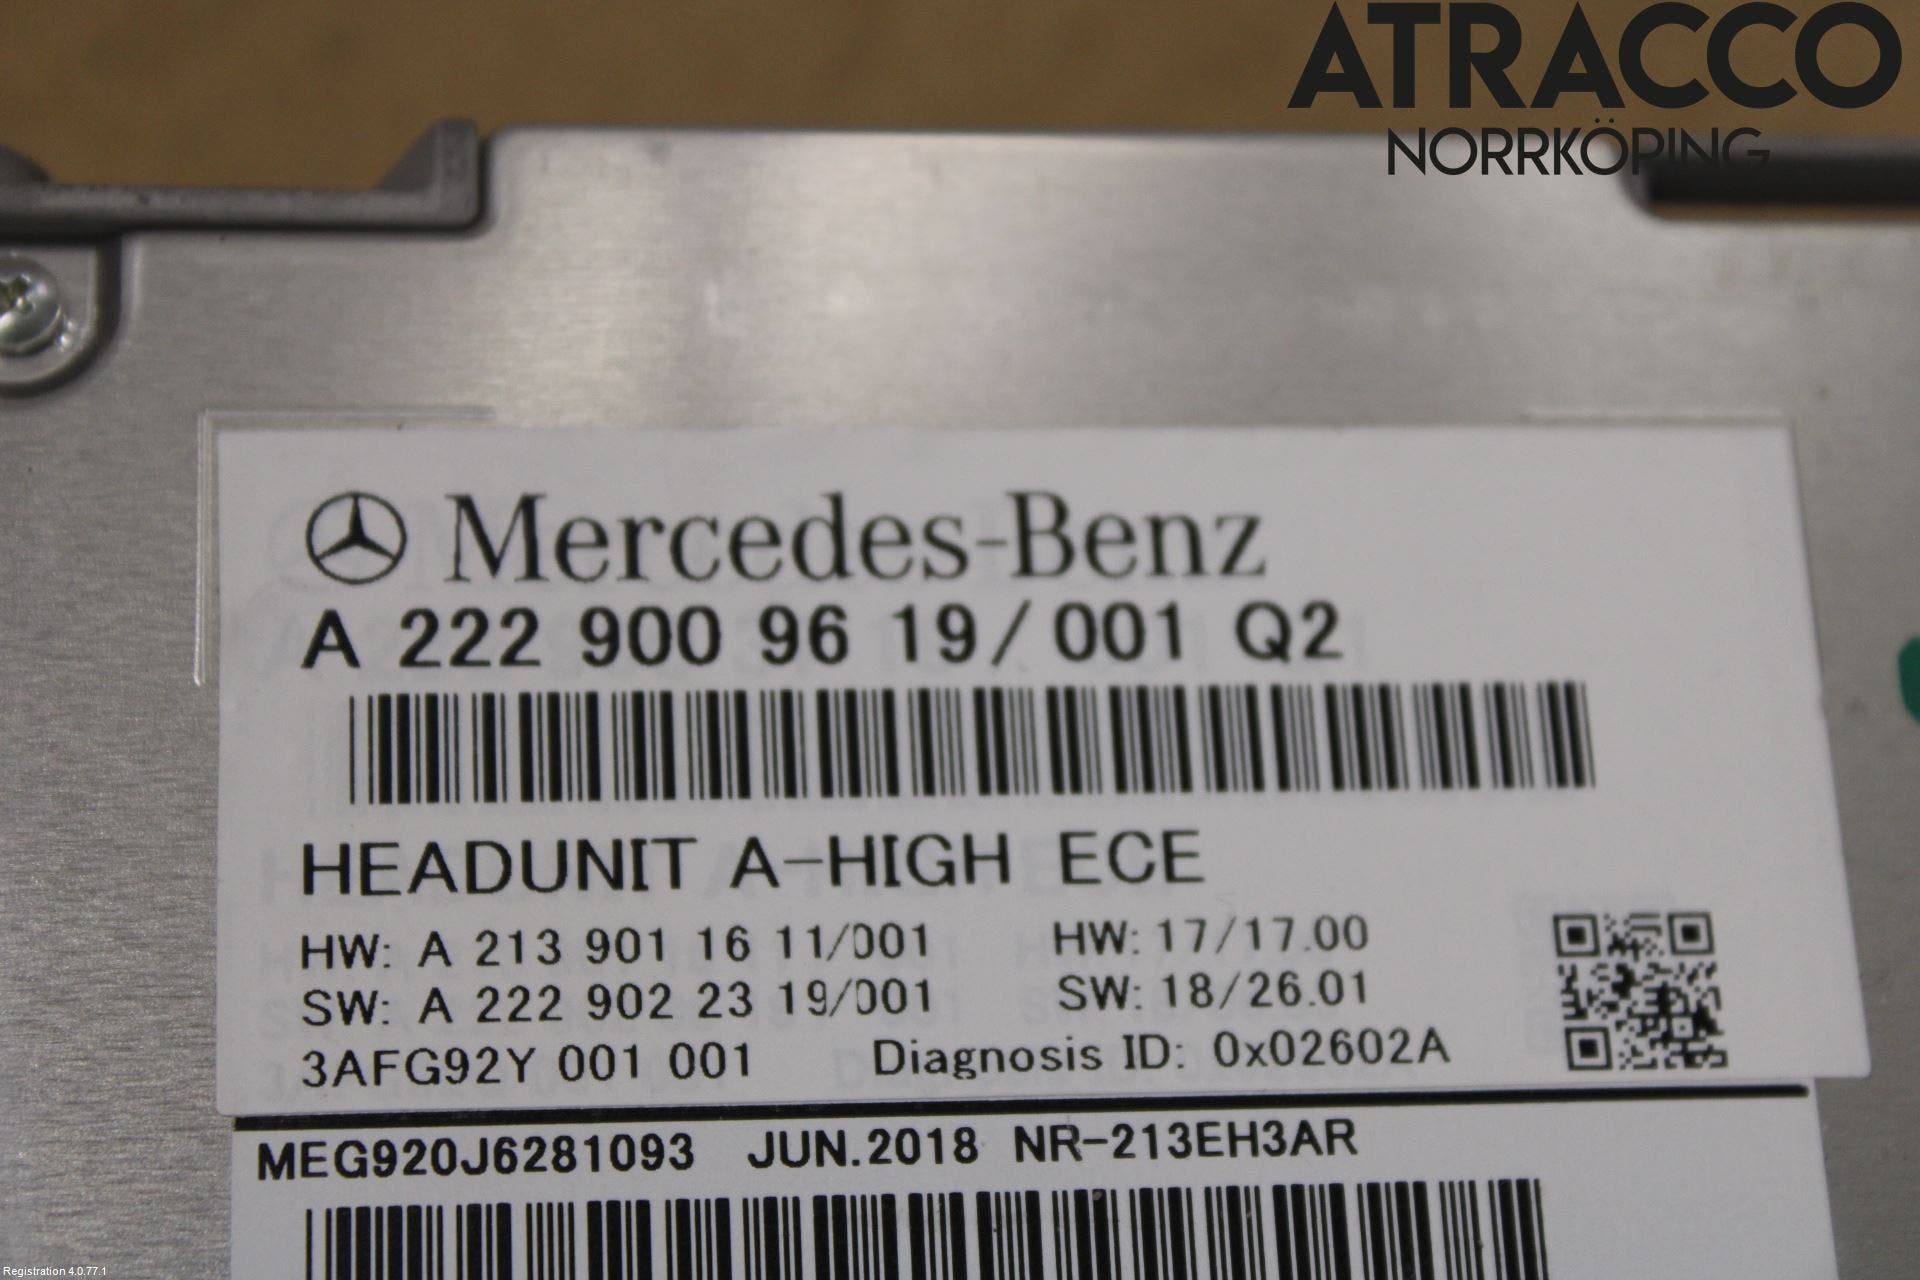 ATRACCO
NORRKÖPING
Mercedes-Benz
A 222 900 96 19/001 Q2
HEADUNIT A-HIGH ECE
HW: A 213 901 16 11/001 HW: 17/17.00
SW: A 222 902 23 19/001 SW: 18/26.01
3AFG92Y 001 001 Diagnosis ID: 0x02602A
MEG920J6281093 JUN.2018 NR-213EH3AR
Registration 4.0.77.1